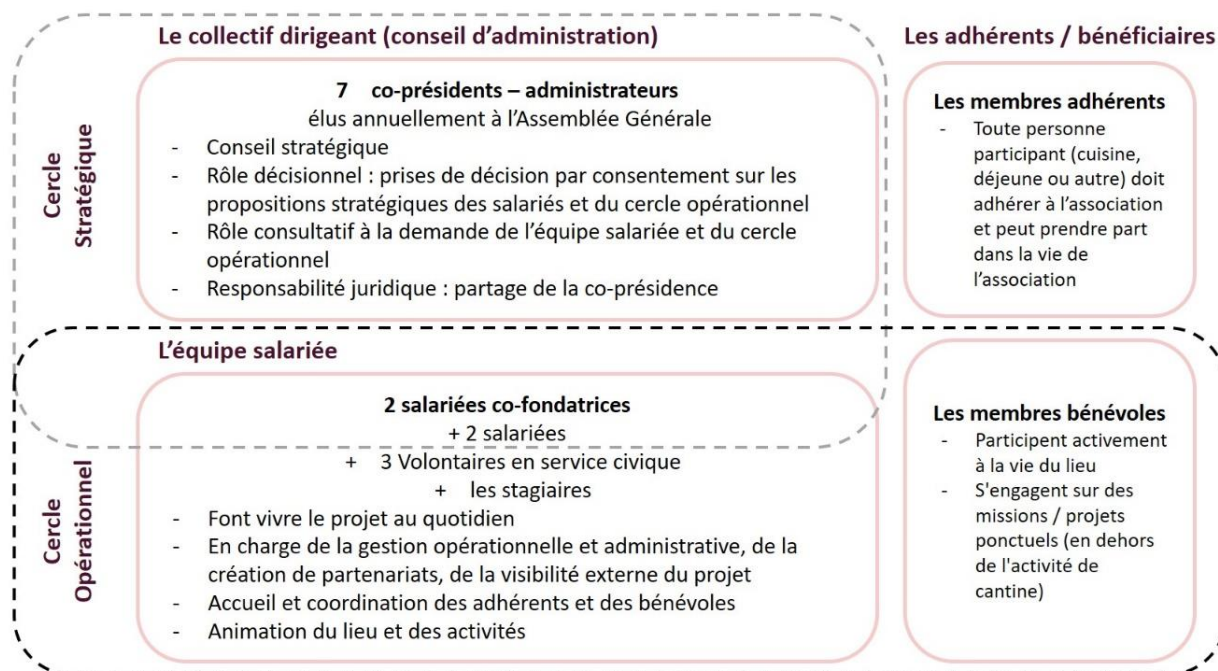 Le collectif dirigeant (conseil d’administration)
7 co-présidents – administrateurs
élus annuellement à l’Assemblée Générale
- Conseil stratégique
- Rôle décisionnel : prises de décision par consentement sur les
propositions stratégiques des salariés et du cercle opérationnel
- Rôle consultatif à la demande de l’équipe salariée et du cercle
opérationnel
- Responsabilité juridique : partage de la co-présidence
Cercle
Stratégique
Les adhérents / bénéficiaires
Les membres adhérents
- Toute personne
participant (cuisine,
déjeune ou autre) doit
adhérer à l’association
et peut prendre part
dans la vie de
l’association
L’équipe salariée
2 salariées co-fondatrices
+ 2 salariées
+ 3 Volontaires en service civique
+ les stagiaires
- Font vivre le projet au quotidien
- En charge de la gestion opérationnelle et administrative, de la
création de partenariats, de la visibilité externe du projet
- Accueil et coordination des adhérents et des bénévoles
- Animation du lieu et des activités
Cercle
Opérationnel
Les membres bénévoles
- Participent activement
à la vie du lieu
- S'engagent sur des
missions / projets
ponctuels (en dehors
de l'activité de
cantine)